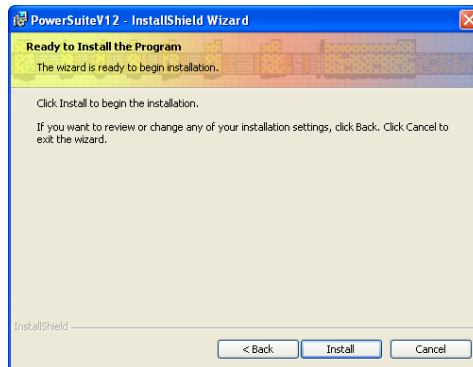 PowerSuiteV12 - InstallShield Wizard
Ready to Install the Program
The wizard is ready to begin installation.
Click Install to begin the installation.
If you want to review or change any of your installation settings, click Back. Click Cancel to
exit the wizard.
InstallShield
< Back
Install
Cancel